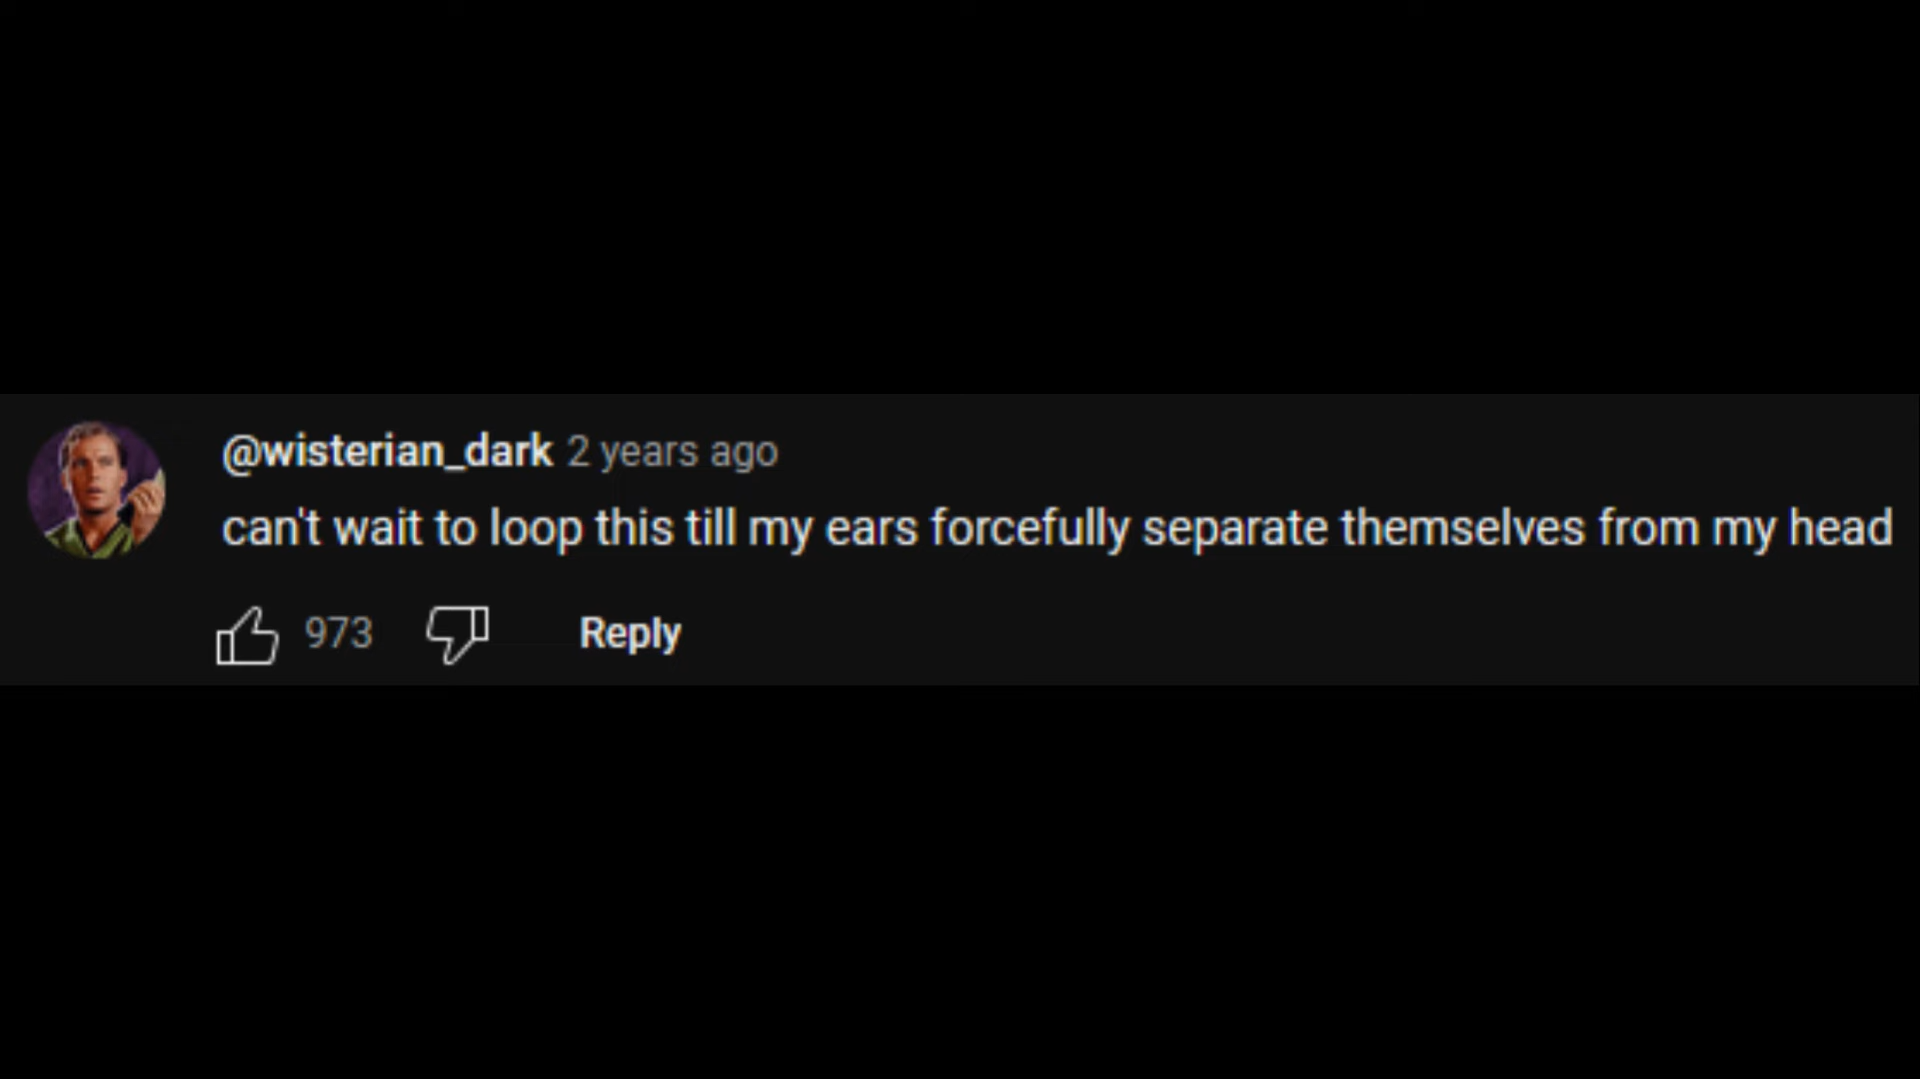 @wisterian_dark 2 years ago
can't wait to loop this till my ears forcefully separate themselves from my head
973 Reply